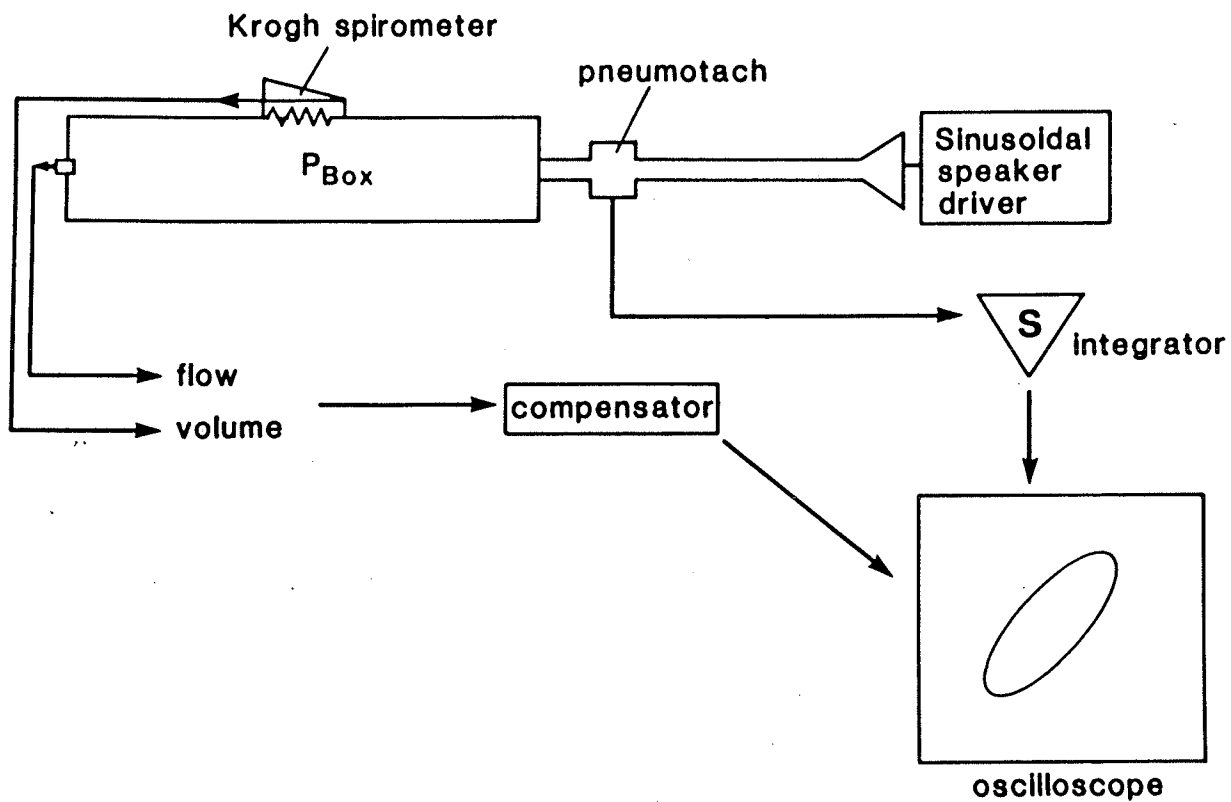 Krogh spirometer
pneumotach
P_Box
Sinusoidal
speaker
driver
S
integrator
flow
volume
compensator
oscilloscope